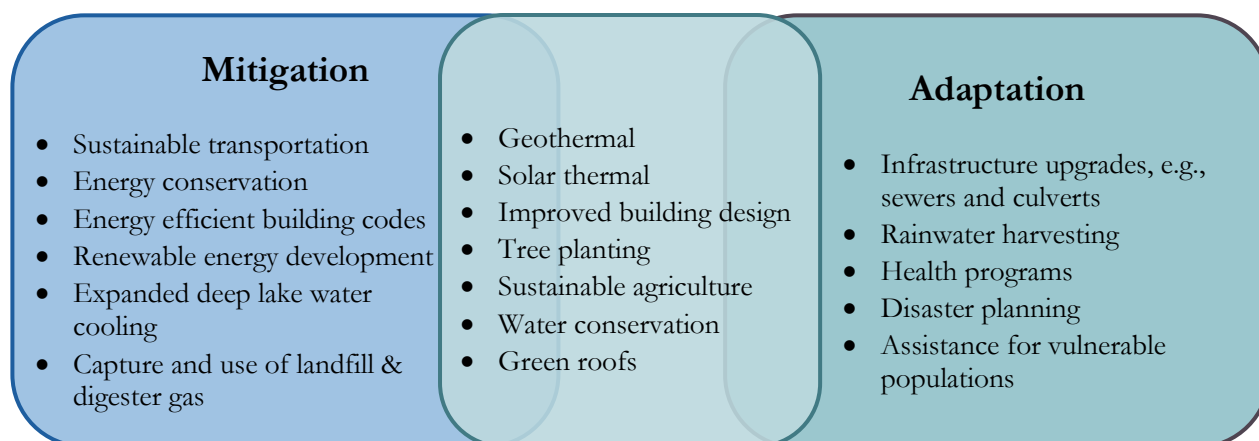 Mitigation
• Sustainable transportation
• Energy conservation
• Energy efficient building codes
• Renewable energy development
• Expanded deep lake water
cooling
• Capture and use of landfill &
digester gas
• Geothermal
• Solar thermal
• Improved building design
• Tree planting
• Sustainable agriculture
• Water conservation
• Green roofs
Adaptation
• Infrastructure upgrades, e.g.,
sewers and culverts
• Rainwater harvesting
• Health programs
• Disaster planning
• Assistance for vulnerable
populations